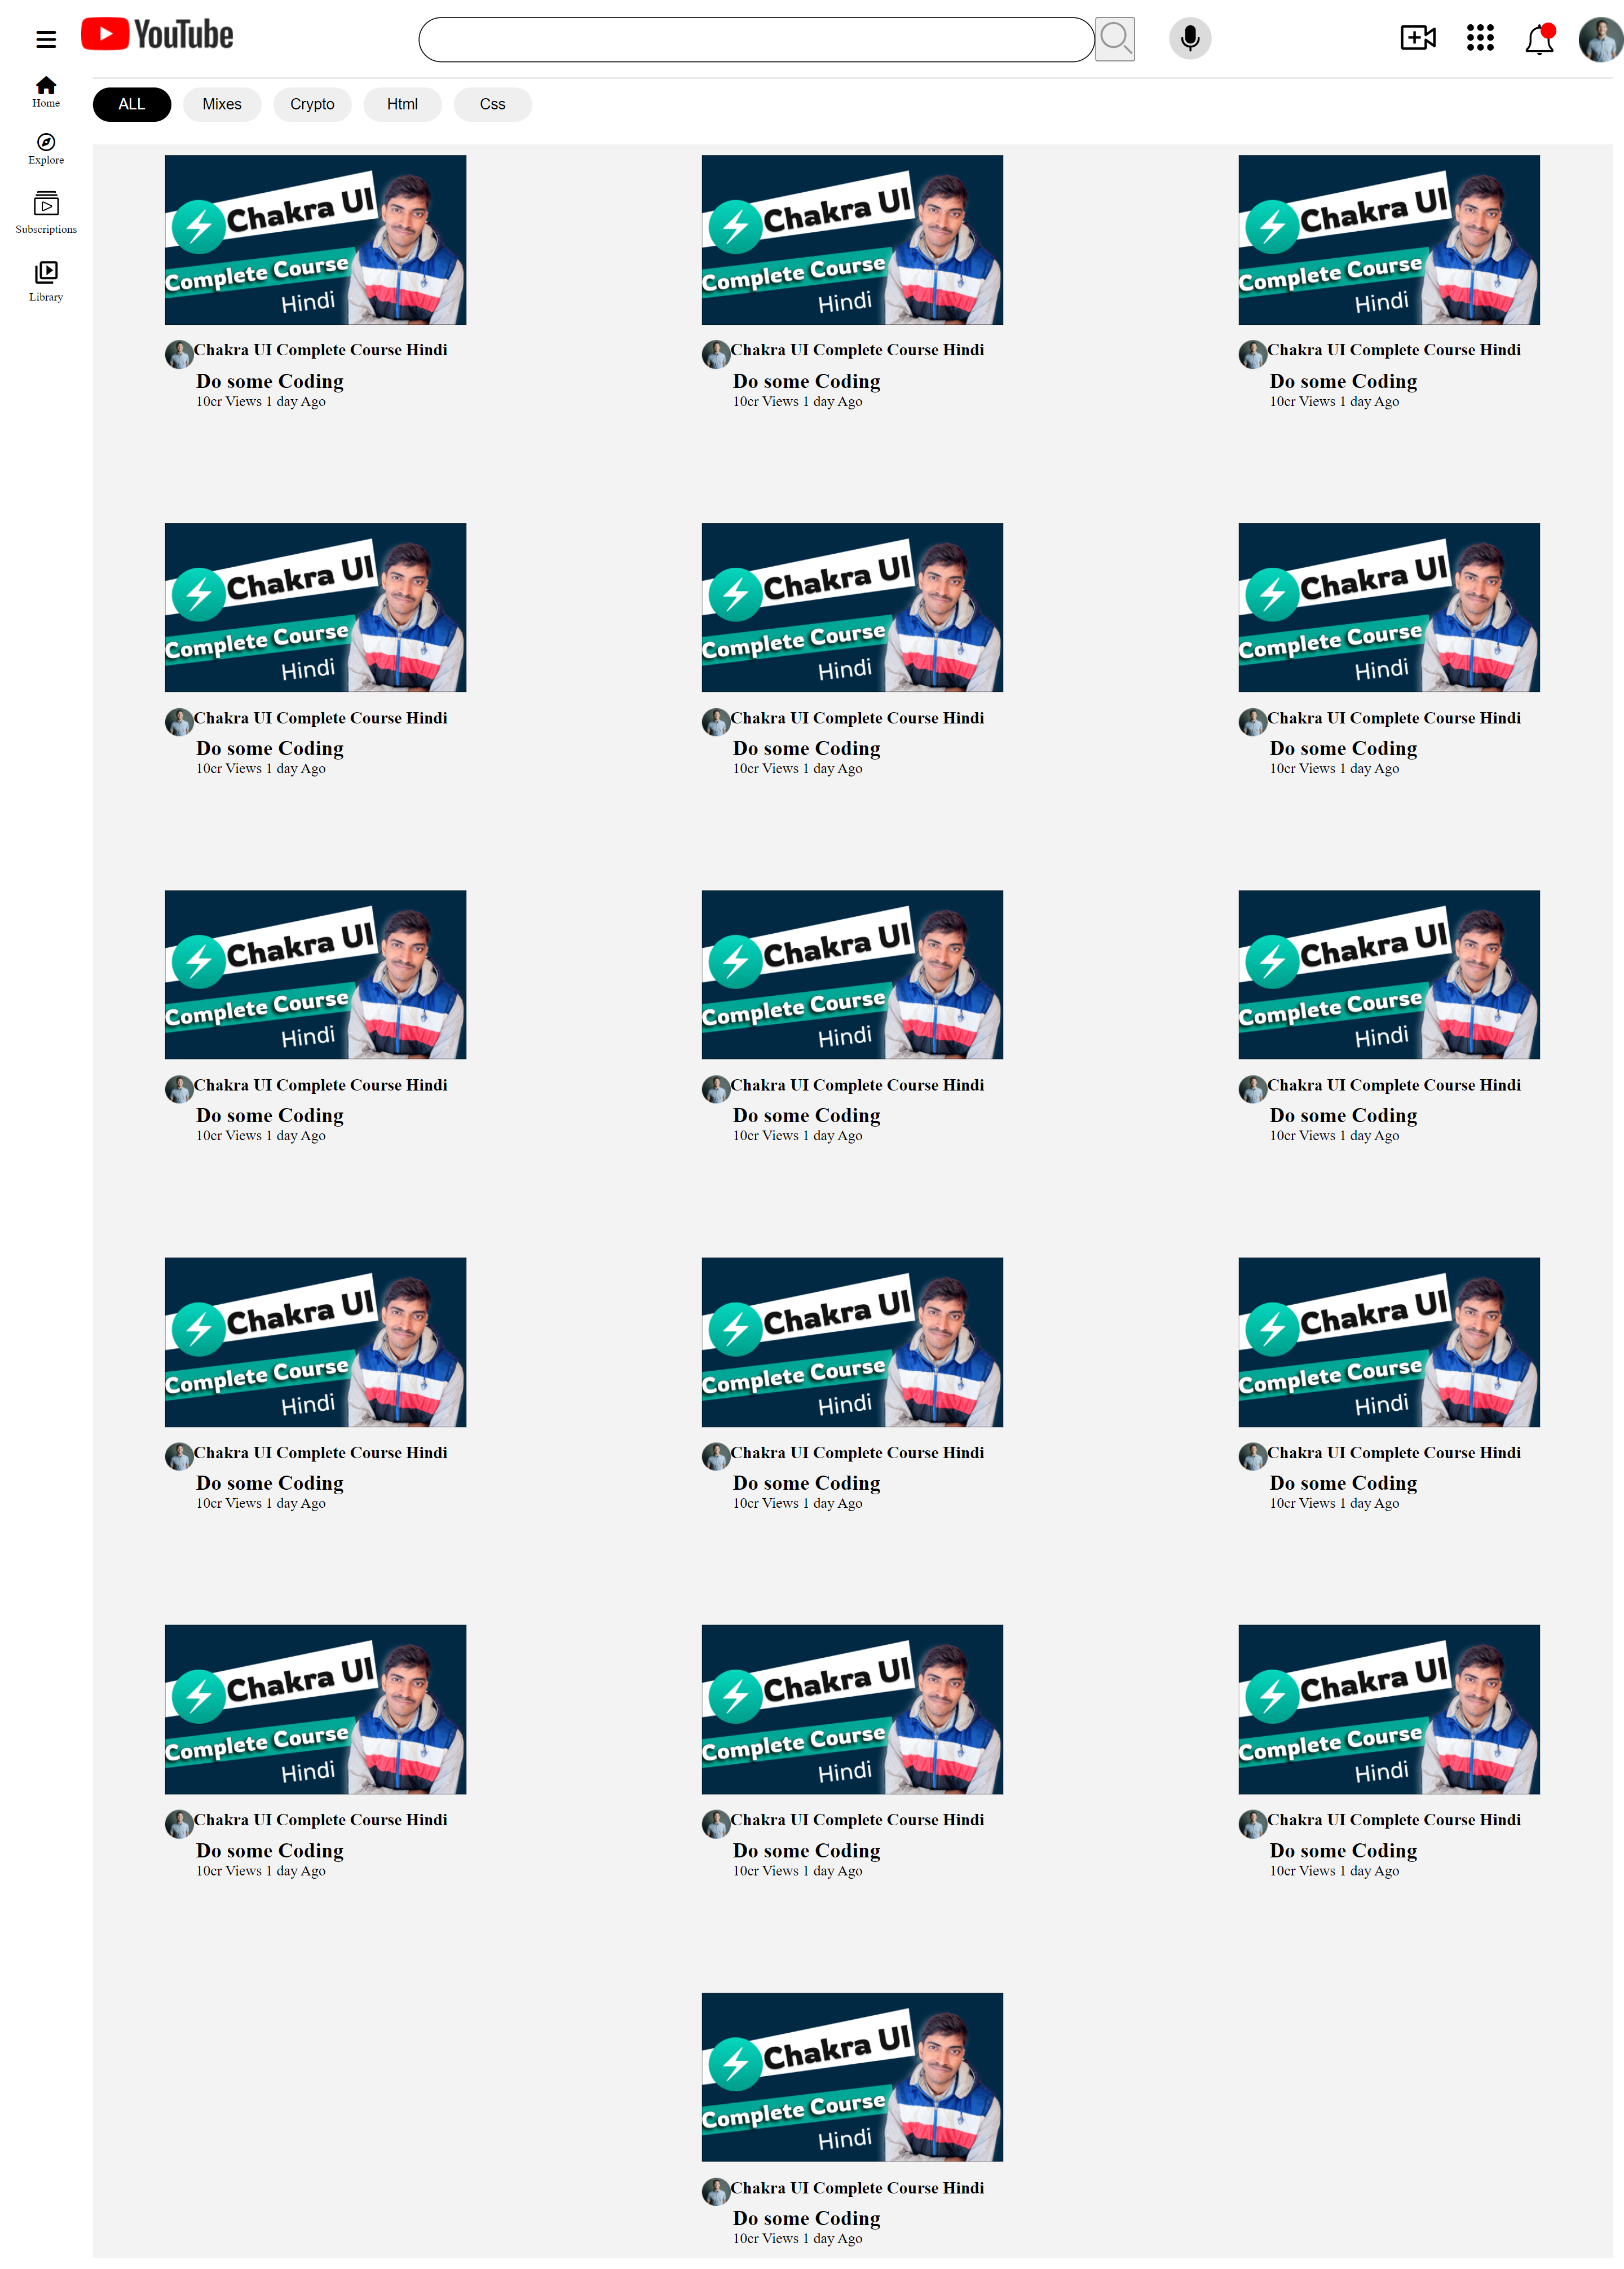 YouTube
Home
Explore
Subscriptions
Library
ALL Mixes Crypto Html Css
Chakra UI
Complete Course
Hindi
Chakra UI Complete Course Hindi
Do some Coding
10cr Views 1 day Ago
Chakra UI
Complete Course
Hindi
Chakra UI Complete Course Hindi
Do some Coding
10cr Views 1 day Ago
Chakra UI
Complete Course
Hindi
Chakra UI Complete Course Hindi
Do some Coding
10cr Views 1 day Ago
Chakra UI
Complete Course
Hindi
Chakra UI Complete Course Hindi
Do some Coding
10cr Views 1 day Ago
Chakra UI
Complete Course
Hindi
Chakra UI Complete Course Hindi
Do some Coding
10cr Views 1 day Ago
Chakra UI
Complete Course
Hindi
Chakra UI Complete Course Hindi
Do some Coding
10cr Views 1 day Ago
Chakra UI
Complete Course
Hindi
Chakra UI Complete Course Hindi
Do some Coding
10cr Views 1 day Ago
Chakra UI
Complete Course
Hindi
Chakra UI Complete Course Hindi
Do some Coding
10cr Views 1 day Ago
Chakra UI
Complete Course
Hindi
Chakra UI Complete Course Hindi
Do some Coding
10cr Views 1 day Ago
Chakra UI
Complete Course
Hindi
Chakra UI Complete Course Hindi
Do some Coding
10cr Views 1 day Ago
Chakra UI
Complete Course
Hindi
Chakra UI Complete Course Hindi
Do some Coding
10cr Views 1 day Ago
Chakra UI
Complete Course
Hindi
Chakra UI Complete Course Hindi
Do some Coding
10cr Views 1 day Ago
Chakra UI
Complete Course
Hindi
Chakra UI Complete Course Hindi
Do some Coding
10cr Views 1 day Ago
Chakra UI
Complete Course
Hindi
Chakra UI Complete Course Hindi
Do some Coding
10cr Views 1 day Ago
Chakra UI
Complete Course
Hindi
Chakra UI Complete Course Hindi
Do some Coding
10cr Views 1 day Ago
Chakra UI
Complete Course
Hindi
Chakra UI Complete Course Hindi
Do some Coding
10cr Views 1 day Ago